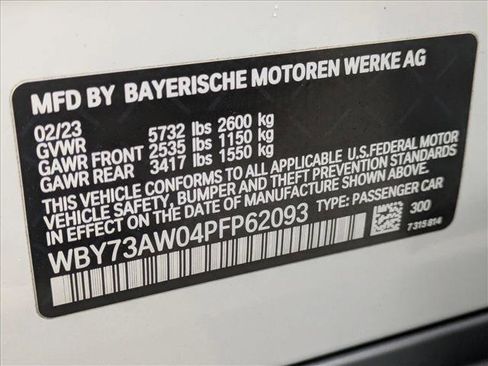 MFD BY BAYERISCHE MOTOREN WERKE AG
02/23
GVWR 5732 lbs 2600 kg
GAWR FRONT 2535 lbs 1150 kg
GAWR REAR 3417 lbs 1550 kg
THIS VEHICLE CONFORMS TO ALL APPLICABLE U.S.FEDERAL MOTOR
VEHICLE SAFETY, BUMPER AND THEFT PREVENTION STANDARDS
IN EFFECT ON THE DATE OF MANUFACTURE SHOWN ABOVE.
WBY73AW04PFP62093 TYPE: PASSENGER CAR
300
7315814